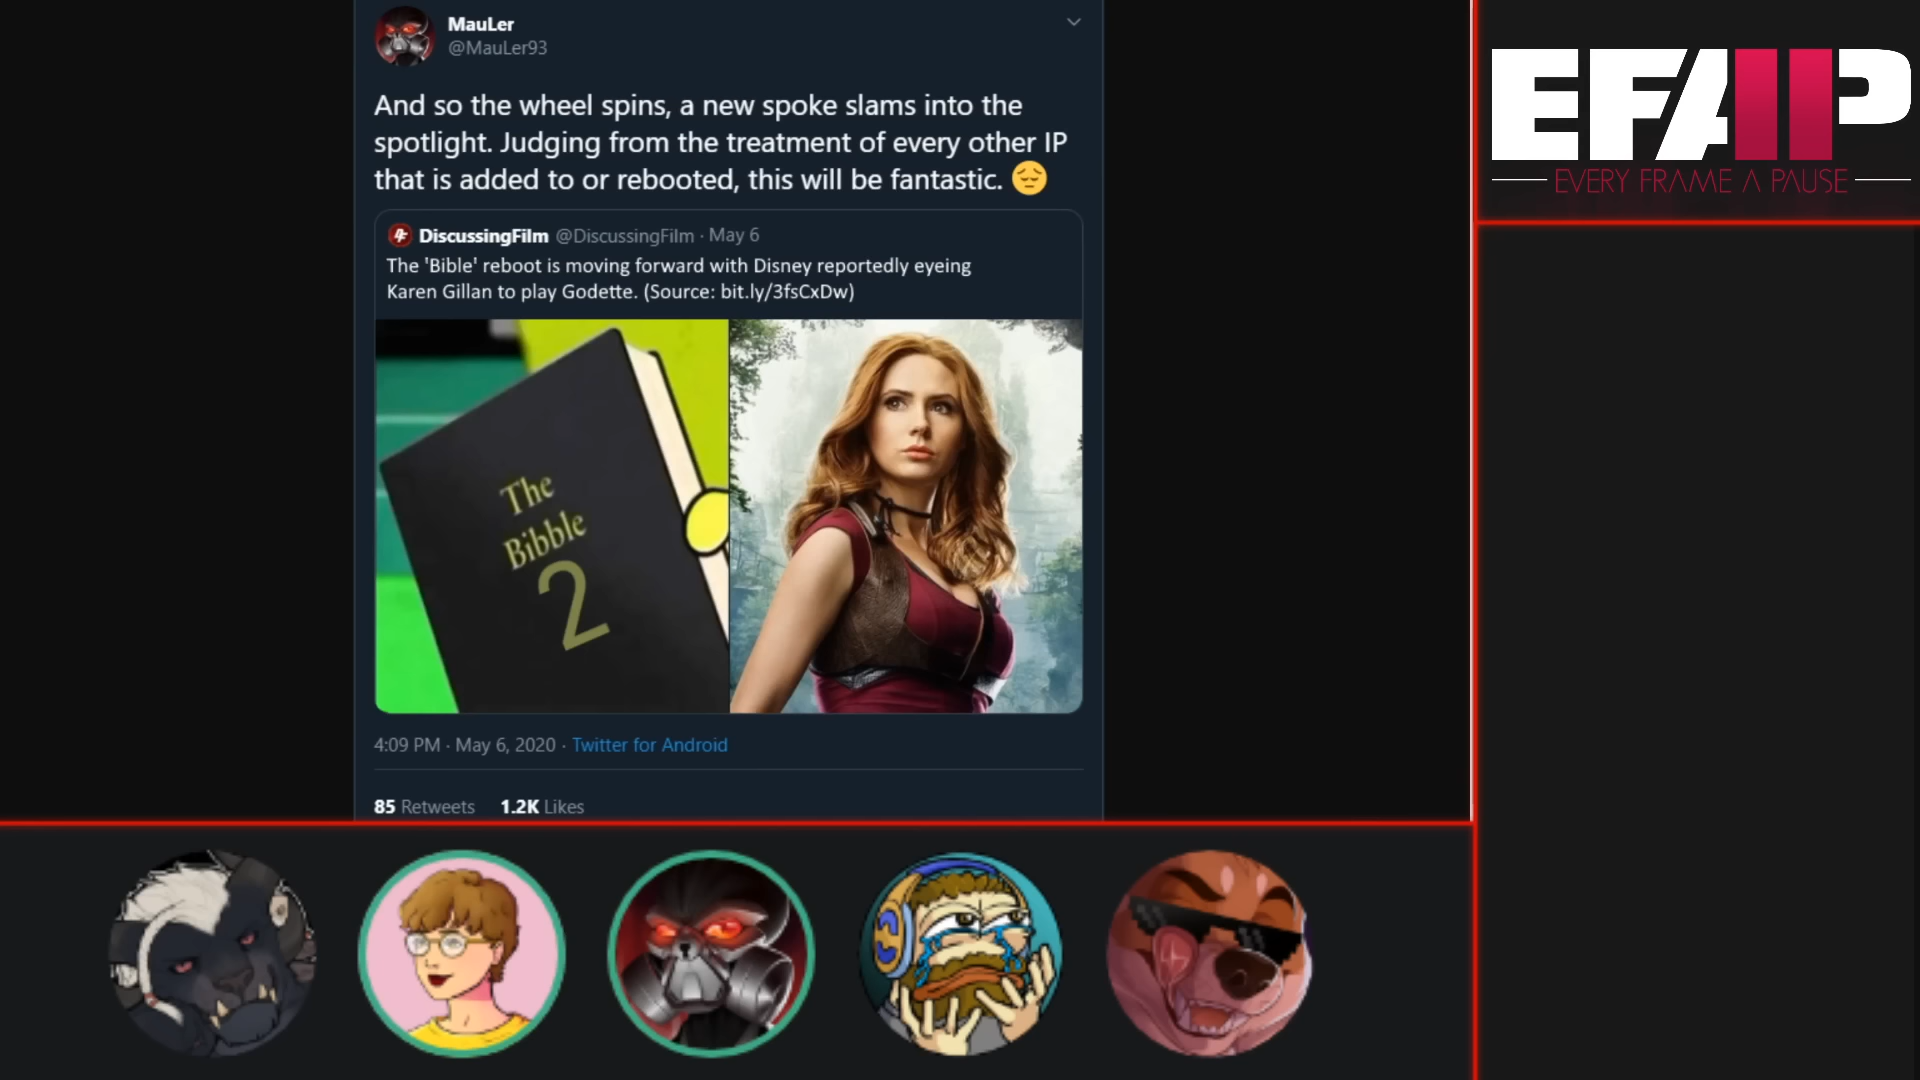 MauLer
@MauLer93
And so the wheel spins, a new spoke slams into the
spotlight. Judging from the treatment of every other IP
that is added to or rebooted, this will be fantastic. 😔
DiscussingFilm @DiscussingFilm · May 6
The 'Bible' reboot is moving forward with Disney reportedly eyeing
Karen Gillan to play Godette. (Source: bit.ly/3fsCxDw)
The
Bibble
2
4:09 PM · May 6, 2020 · Twitter for Android
85 Retweets 1.2K Likes
EFAP
EVERY FRAME A PAUSE